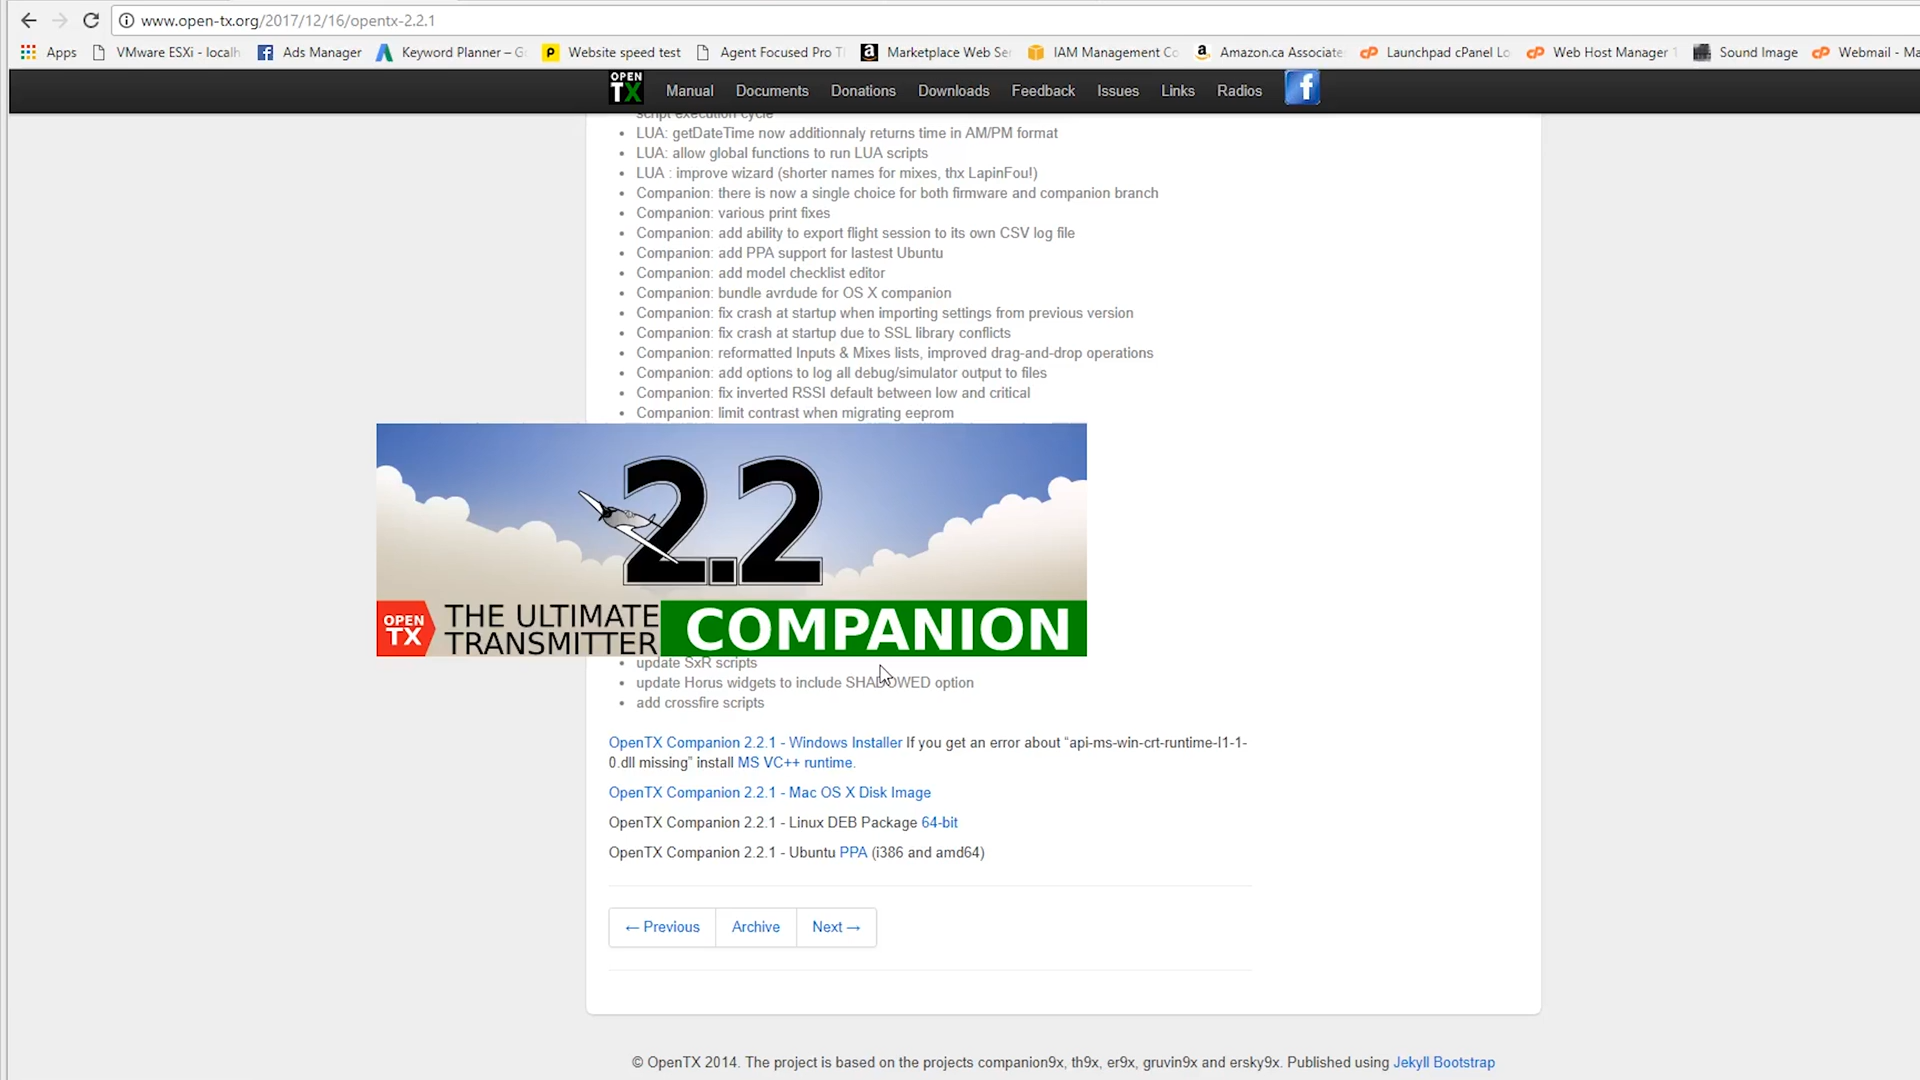 www.open-tx.org/2017/12/16/opentx-2.2.1
Apps VMware ESXi - localh Ads Manager Keyword Planner – G Website speed test Agent Focused Pro T Marketplace Web Se IAM Management Co Amazon.ca Associate Launchpad cPanel Lo Web Host Manager Sound Image Webmail - Ma
OPEN TX Manual Documents Donations Downloads Feedback Issues Links Radios f
script execution cycle
• LUA: getDateTime now additionnaly returns time in AM/PM format
• LUA: allow global functions to run LUA scripts
• LUA : improve wizard (shorter names for mixes, thx LapinFou!)
• Companion: there is now a single choice for both firmware and companion branch
• Companion: various print fixes
• Companion: add ability to export flight session to its own CSV log file
• Companion: add PPA support for lastest Ubuntu
• Companion: add model checklist editor
• Companion: bundle avrdude for OS X companion
• Companion: fix crash at startup when importing settings from previous version
• Companion: fix crash at startup due to SSL library conflicts
• Companion: reformatted Inputs & Mixes lists, improved drag-and-drop operations
• Companion: add options to log all debug/simulator output to files
• Companion: fix inverted RSSI default between low and critical
• Companion: limit contrast when migrating eeprom
2.2
OPEN TX THE ULTIMATE TRANSMITTER COMPANION
• update SxR scripts
• update Horus widgets to include SHADOWED option
• add crossfire scripts
OpenTX Companion 2.2.1 - Windows Installer If you get an error about “api-ms-win-crt-runtime-l1-1-
0.dll missing” install MS VC++ runtime.
OpenTX Companion 2.2.1 - Mac OS X Disk Image
OpenTX Companion 2.2.1 - Linux DEB Package 64-bit
OpenTX Companion 2.2.1 - Ubuntu PPA (i386 and amd64)
← Previous Archive Next →
© OpenTX 2014. The project is based on the projects companion9x, th9x, er9x, gruvin9x and ersky9x. Published using Jekyll Bootstrap